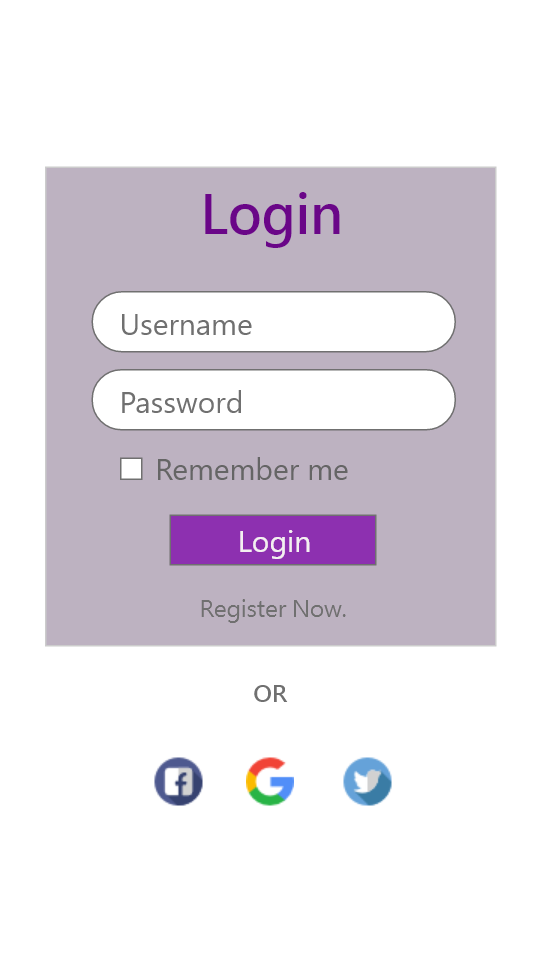 Login
Username
Password
Remember me
Login
Register Now.
OR